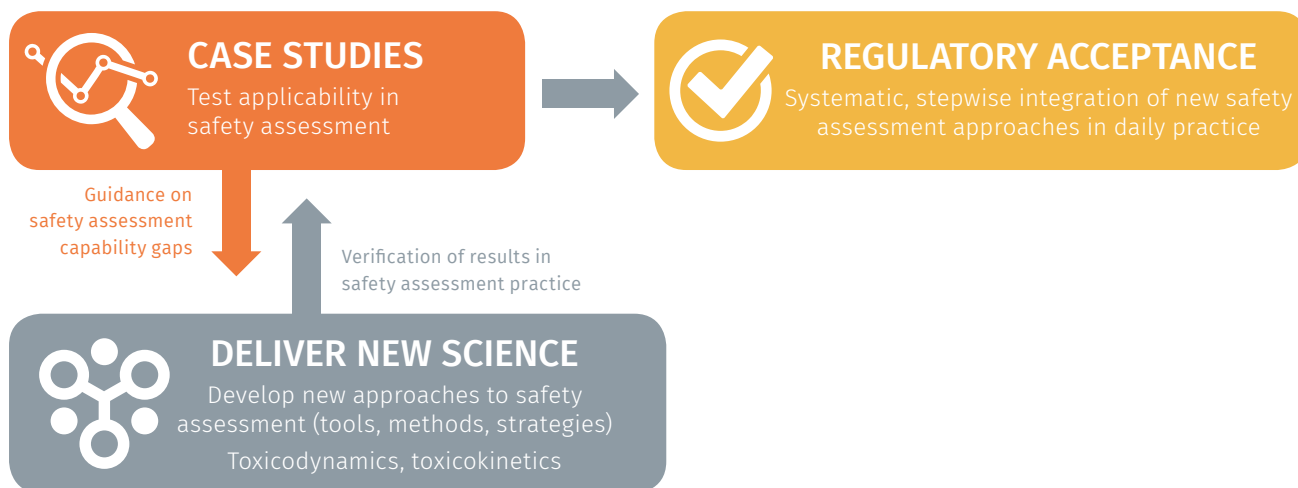 CASE STUDIES
Test applicability in
safety assessment
REGULATORY ACCEPTANCE
Systematic, stepwise integration of new safety
assessment approaches in daily practice
Guidance on
safety assessment
capability gaps
Verification of results in
safety assessment practice
DELIVER NEW SCIENCE
Develop new approaches to safety
assessment (tools, methods, strategies)
Toxicodynamics, toxicokinetics